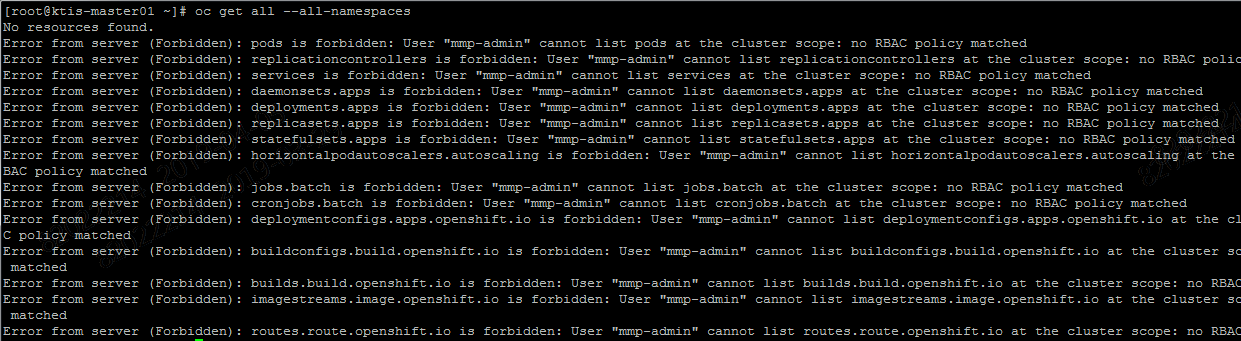 [root@ktis-master01 ~]# oc get all --all-namespaces
No resources found.
Error from server (Forbidden): pods is forbidden: User "mmp-admin" cannot list pods at the cluster scope: no RBAC policy matched
Error from server (Forbidden): replicationcontrollers is forbidden: User "mmp-admin" cannot list replicationcontrollers at the cluster scope: no RBAC polic
Error from server (Forbidden): services is forbidden: User "mmp-admin" cannot list services at the cluster scope: no RBAC policy matched
Error from server (Forbidden): daemonsets.apps is forbidden: User "mmp-admin" cannot list daemonsets.apps at the cluster scope: no RBAC policy matched
Error from server (Forbidden): deployments.apps is forbidden: User "mmp-admin" cannot list deployments.apps at the cluster scope: no RBAC policy matched
Error from server (Forbidden): replicasets.apps is forbidden: User "mmp-admin" cannot list replicasets.apps at the cluster scope: no RBAC policy matched
Error from server (Forbidden): statefulsets.apps is forbidden: User "mmp-admin" cannot list statefulsets.apps at the cluster scope: no RBAC policy matched
Error from server (Forbidden): horizontalpodautoscalers.autoscaling is forbidden: User "mmp-admin" cannot list horizontalpodautoscalers.autoscaling at the
BAC policy matched
Error from server (Forbidden): jobs.batch is forbidden: User "mmp-admin" cannot list jobs.batch at the cluster scope: no RBAC policy matched
Error from server (Forbidden): cronjobs.batch is forbidden: User "mmp-admin" cannot list cronjobs.batch at the cluster scope: no RBAC policy matched
Error from server (Forbidden): deploymentconfigs.apps.openshift.io is forbidden: User "mmp-admin" cannot list deploymentconfigs.apps.openshift.io at the cl
C policy matched
Error from server (Forbidden): buildconfigs.build.openshift.io is forbidden: User "mmp-admin" cannot list buildconfigs.build.openshift.io at the cluster sc
matched
Error from server (Forbidden): builds.build.openshift.io is forbidden: User "mmp-admin" cannot list builds.build.openshift.io at the cluster scope: no RBAC
Error from server (Forbidden): imagestreams.image.openshift.io is forbidden: User "mmp-admin" cannot list imagestreams.image.openshift.io at the cluster sc
matched
Error from server (Forbidden): routes.route.openshift.io is forbidden: User "mmp-admin" cannot list routes.route.openshift.io at the cluster scope: no RBAC